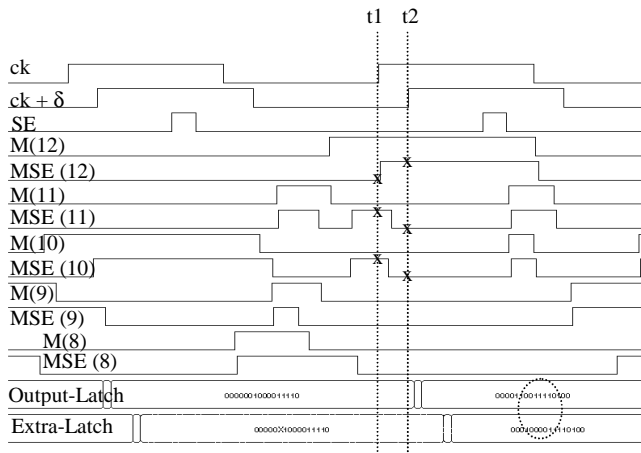 t1 t2
ck
ck + δ
SE
M(12)
MSE (12)
x
x
M(11)
MSE (11)
x
x
M(10)
MSE (10)
x
x
M(9)
MSE (9)
M(8)
MSE (8)
Output-Latch 0000001000011110
Extra-Latch 00000X1000011110